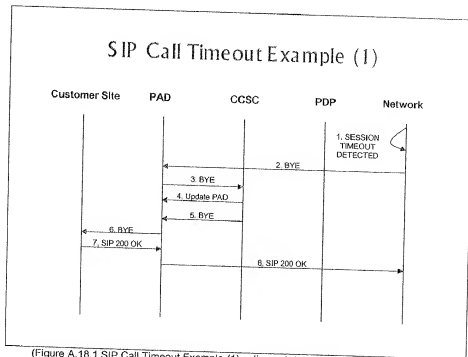 SIP Call Timeout Example (1)
Customer Site PAD CCSC PDP Network
1. SESSION
TIMEOUT
DETECTED
2. BYE
3. BYE
4. Update PAD
5. BYE
6. BYE
7. SIP 200 OK
8. SIP 200 OK
(Figure A.18.1 SIP Call Timeout Example (1)